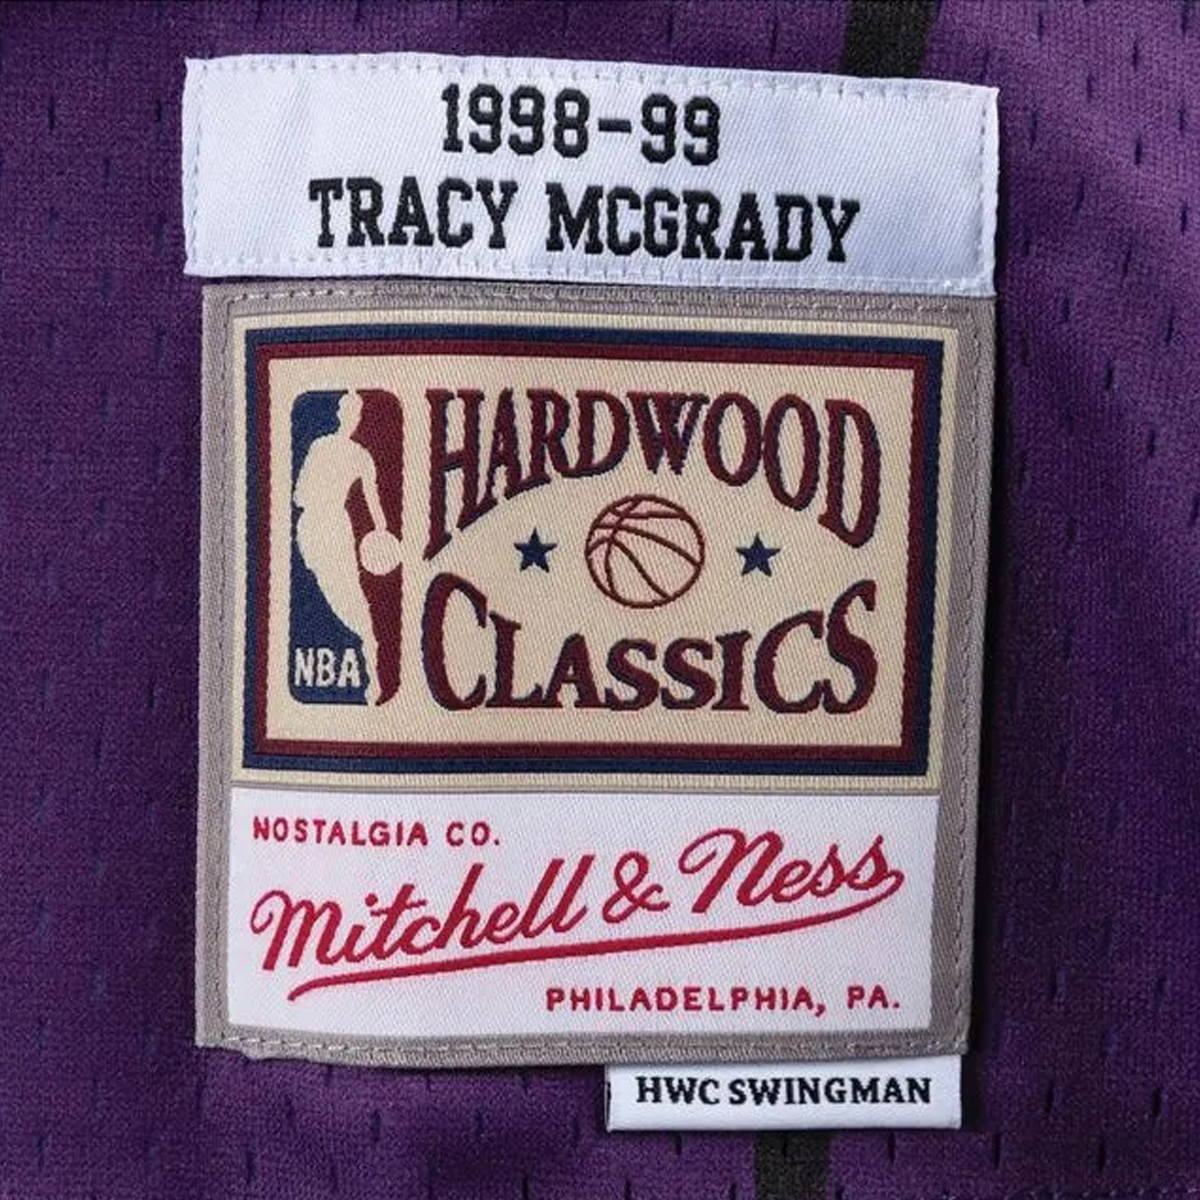 1998-99
TRACY MCGRADY
HARDWOOD
CLASSICS
NBA
NOSTALGIA CO.
Mitchell & Ness
PHILADELPHIA, PA.
HWC SWINGMAN